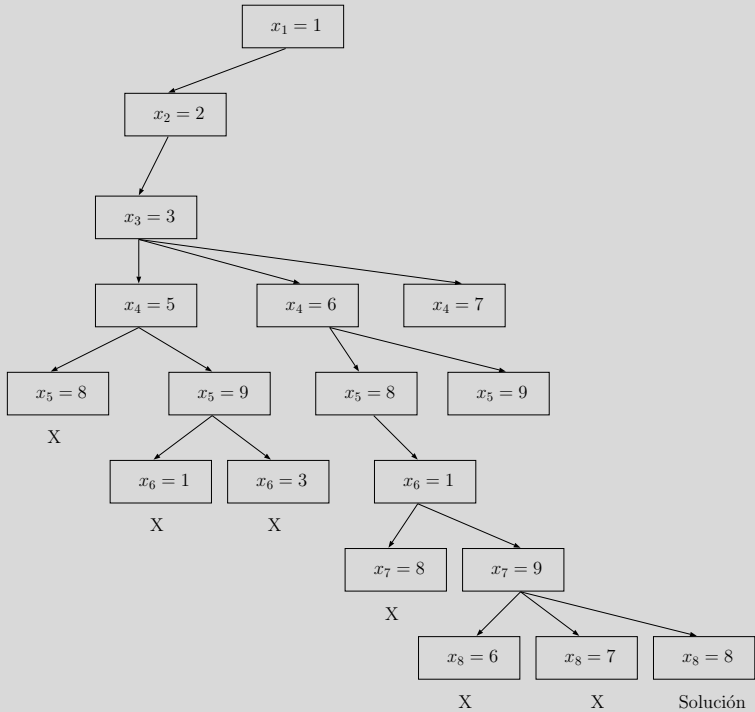 x₁ = 1
x₂ = 2
x₃ = 3
x₄ = 5 x₄ = 6 x₄ = 7
x₅ = 8 x₅ = 9 x₅ = 8 x₅ = 9
X
x₆ = 1 x₆ = 3 x₆ = 1
X X
x₇ = 8 x₇ = 9
X
x₈ = 6 x₈ = 7 x₈ = 8
X X Solución